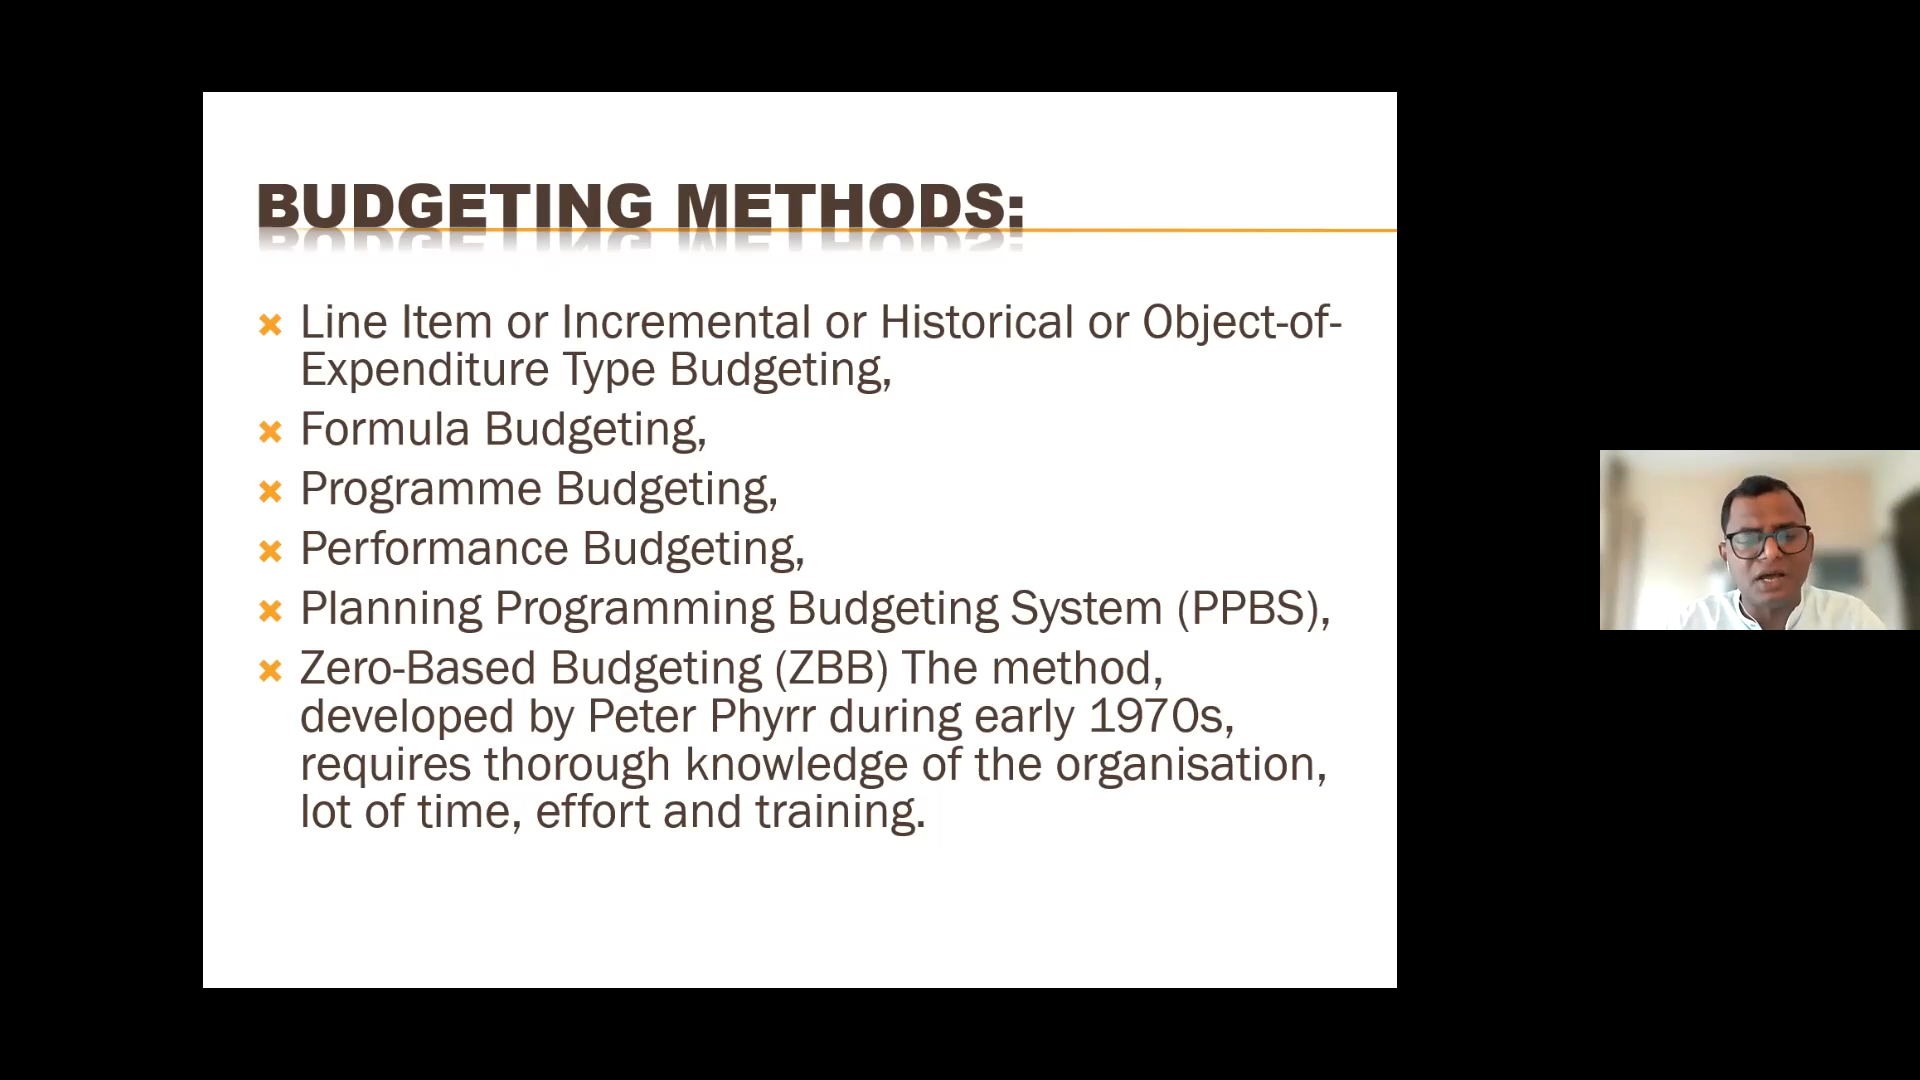 BUDGETING METHODS:
Line Item or Incremental or Historical or Object-of-
Expenditure Type Budgeting,
Formula Budgeting,
Programme Budgeting,
Performance Budgeting,
Planning Programming Budgeting System (PPBS),
Zero-Based Budgeting (ZBB) The method,
developed by Peter Phyrr during early 1970s,
requires thorough knowledge of the organisation,
lot of time, effort and training.